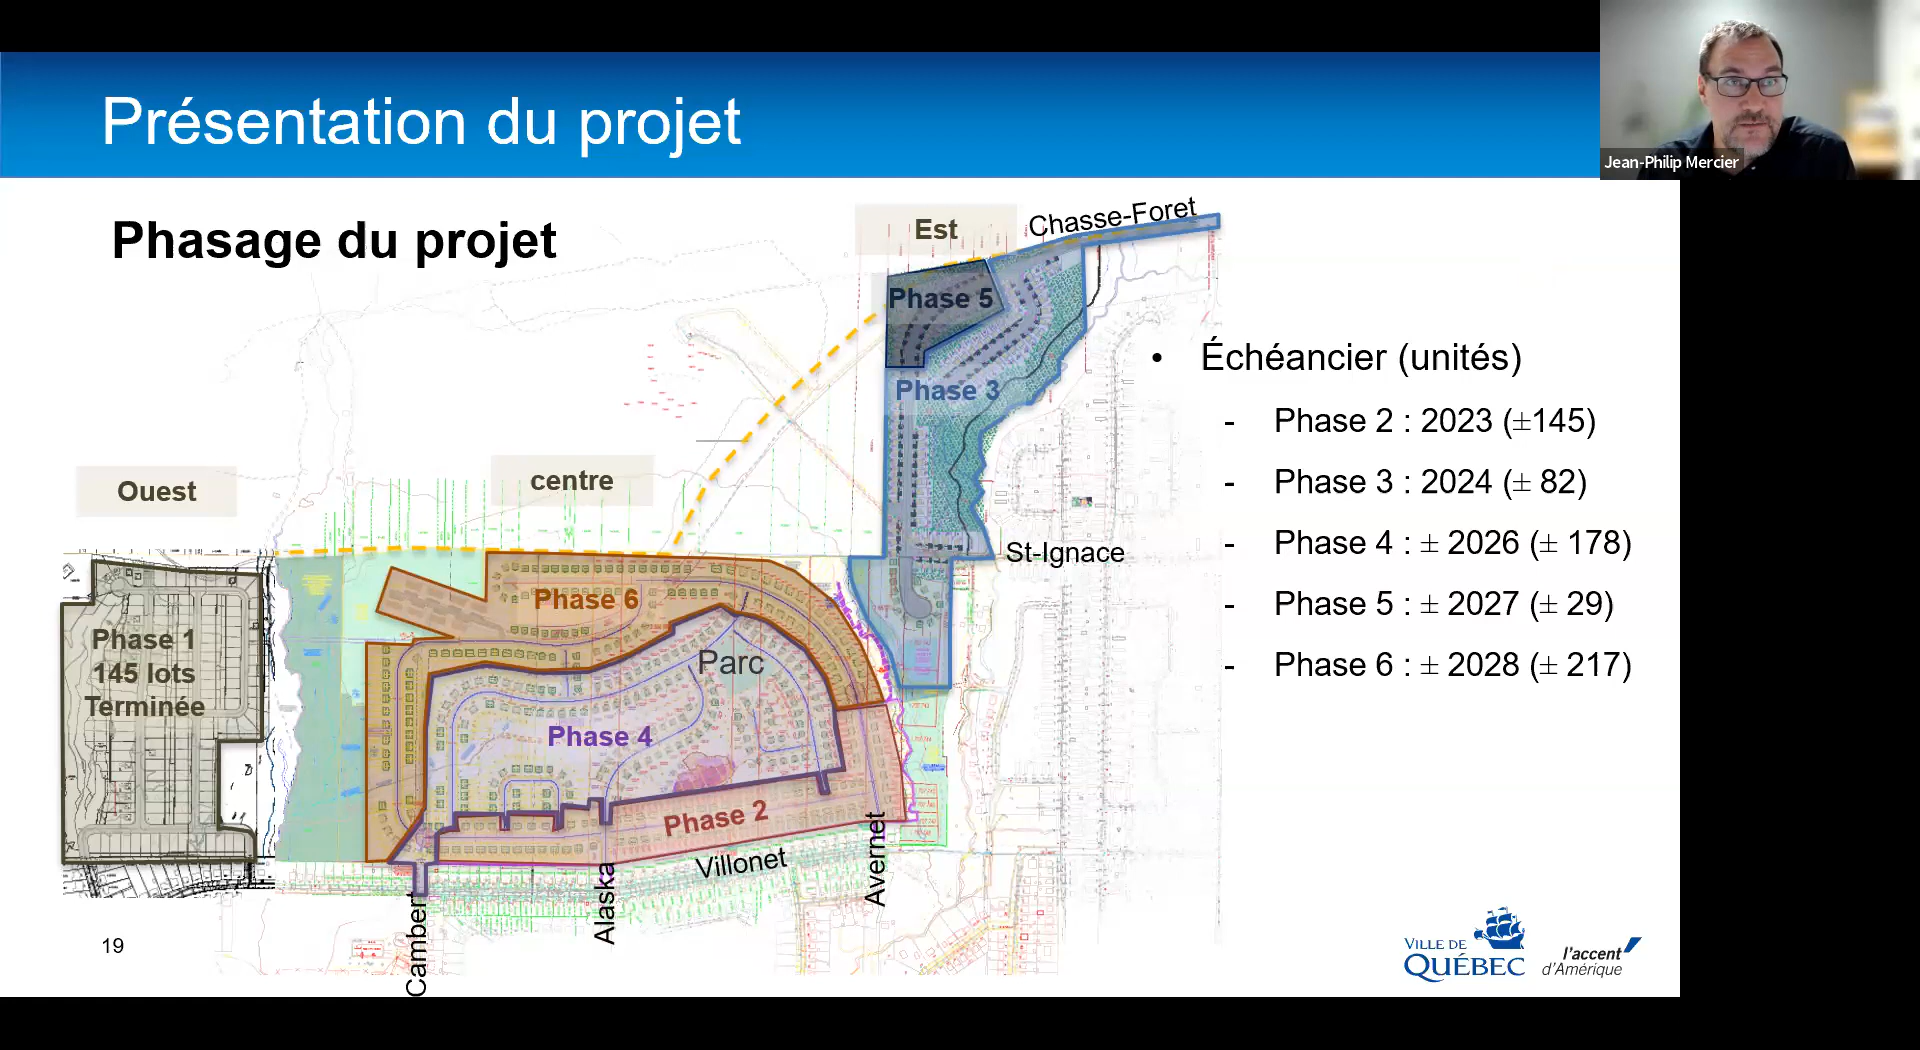 Présentation du projet
Jean-Philip Mercier
Phasage du projet
Est
Chasse-Foret
Phase 5
Phase 3
Ouest
centre
St-Ignace
Phase 1
145 lots
Terminée
Phase 6
Parc
Phase 4
Phase 2
Villonet
Avernet
Alaska
Cambert
• Échéancier (unités)
- Phase 2 : 2023 (±145)
- Phase 3 : 2024 (± 82)
- Phase 4 : ± 2026 (± 178)
- Phase 5 : ± 2027 (± 29)
- Phase 6 : ± 2028 (± 217)
19
VILLE DE
QUÉBEC
l'accent
d'Amérique